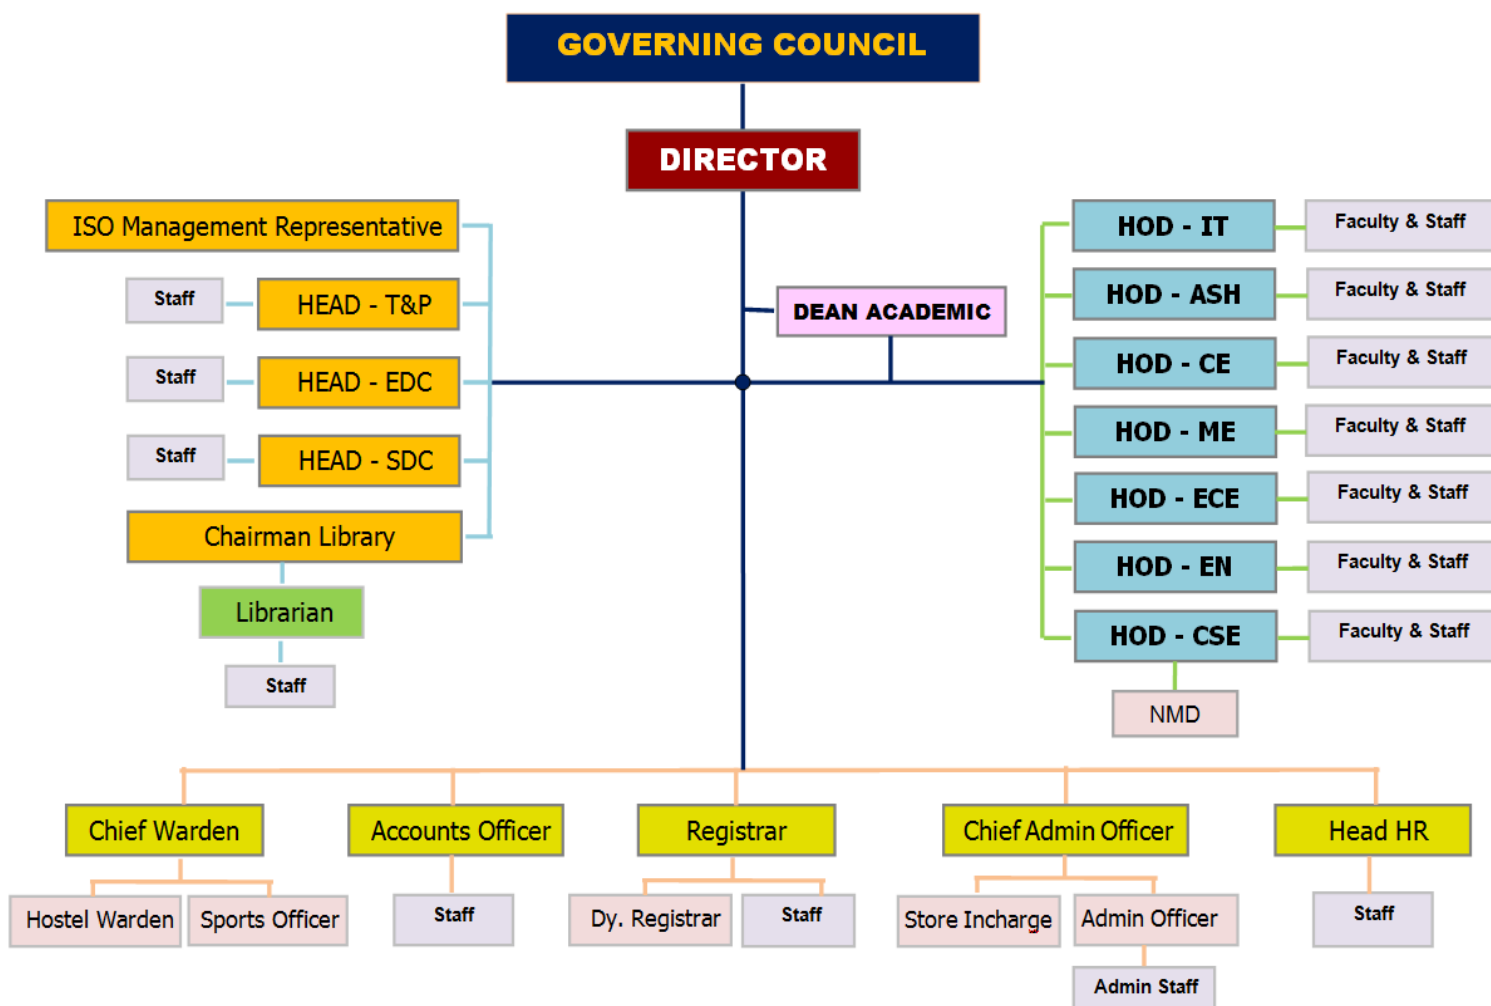 GOVERNING COUNCIL
DIRECTOR
ISO Management Representative
Staff
HEAD - T&P
Staff
HEAD - EDC
Staff
HEAD - SDC
Chairman Library
Librarian
Staff
DEAN ACADEMIC
HOD - IT
Faculty & Staff
HOD - ASH
Faculty & Staff
HOD - CE
Faculty & Staff
HOD - ME
Faculty & Staff
HOD - ECE
Faculty & Staff
HOD - EN
Faculty & Staff
HOD - CSE
Faculty & Staff
NMD
Chief Warden
Accounts Officer
Registrar
Chief Admin Officer
Head HR
Hostel Warden
Sports Officer
Staff
Dy. Registrar
Staff
Store Incharge
Admin Officer
Staff
Admin Staff